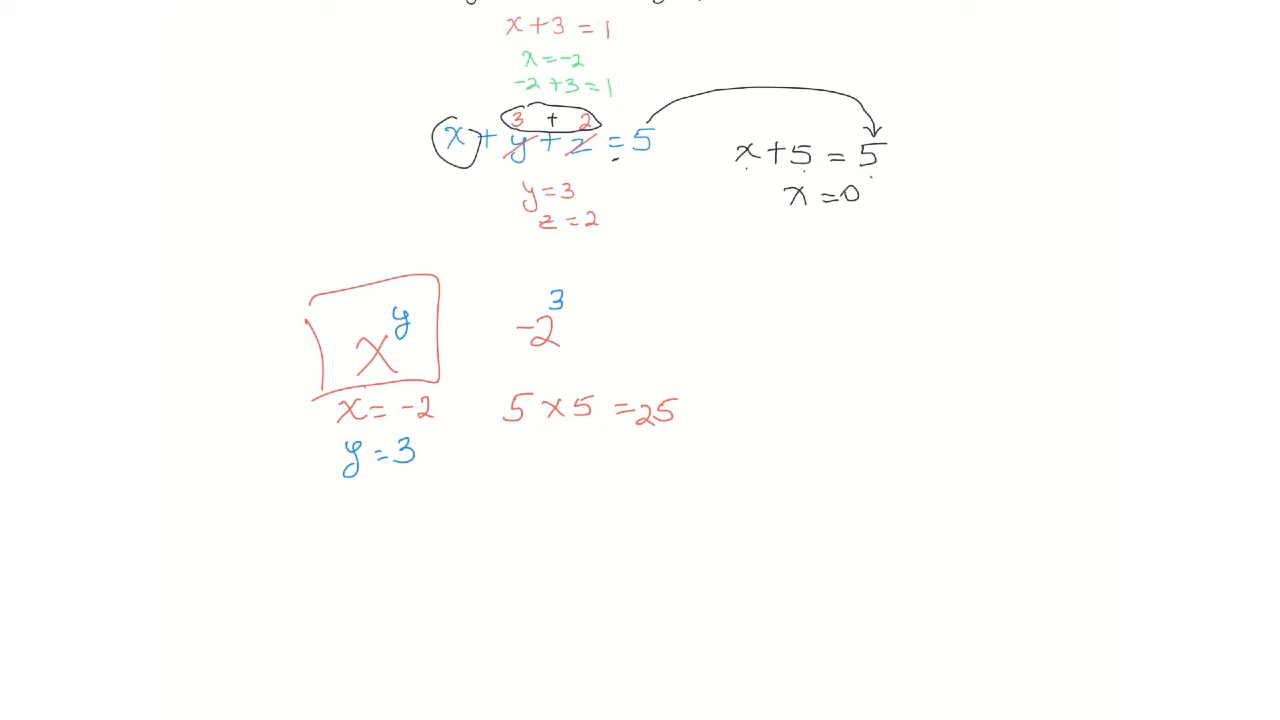 x + 3 = 1
x = -2
-2 + 3 = 1
3 + 2
x + y + z = 5
x + 5 = 5
x = 0
y = 3
z = 2
x^y
-2^3
x = -2
5 × 5 = 25
y = 3